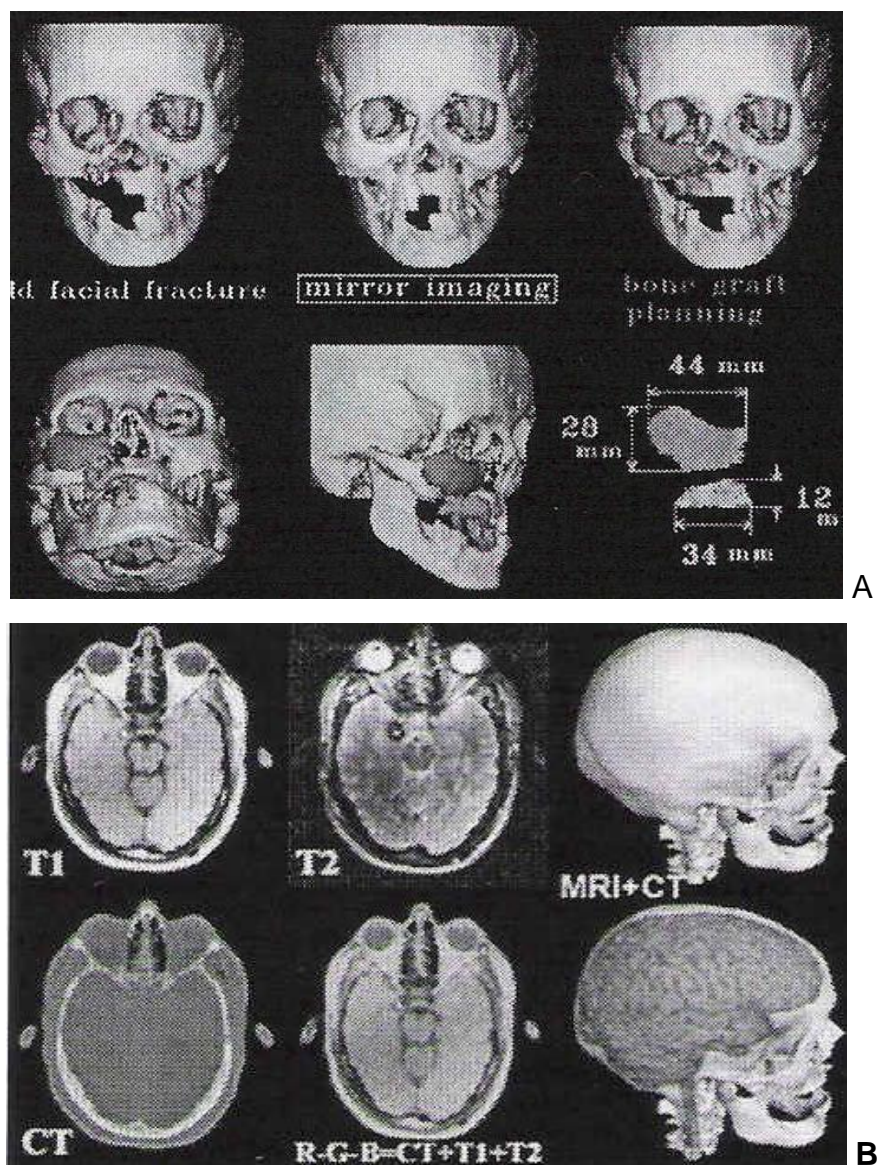 ld facial fracture
mirror imaging
bone graft
planning
44 mm
28
mm
12
m
34 mm
A
T1
T2
MRI+CT
CT
R-G-B=CT+T1+T2
B